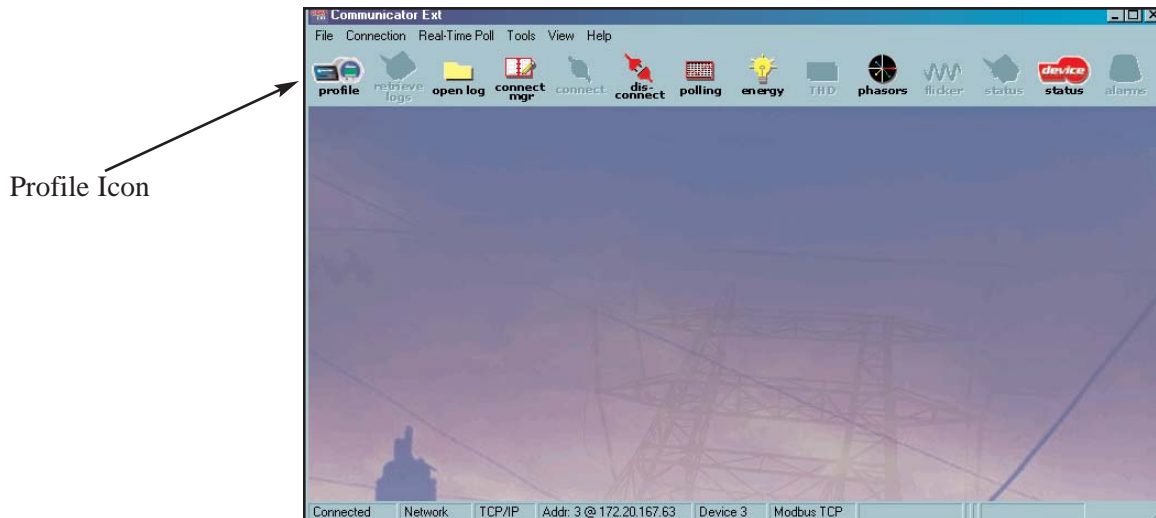 Communicator Ext
File Connection Real-Time Poll Tools View Help
profile retrieve logs open log connect mgr connect dis-connect polling energy THD phasors flicker status device status alarms
Profile Icon
Connected Network TCP/IP Addr: 3 @ 172.20.167.63 Device 3 Modbus TCP